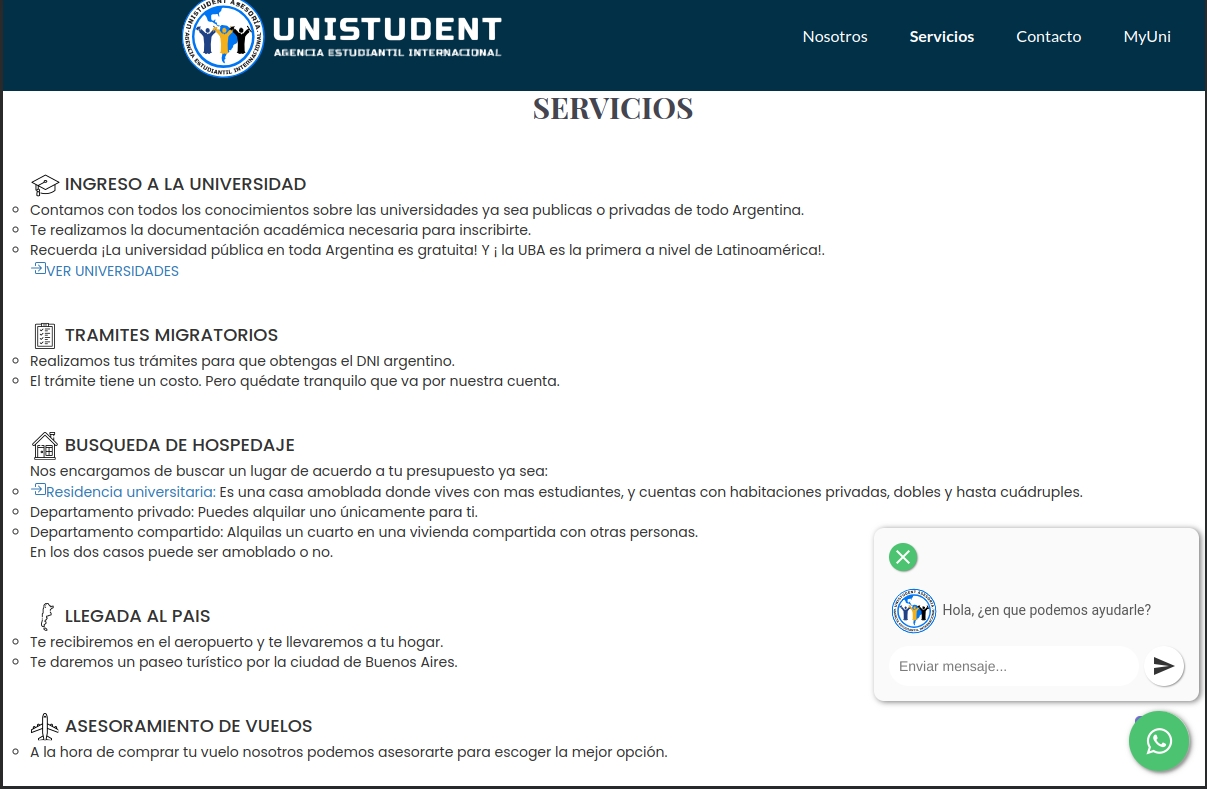 UNISTUDENT ASESORÍA
AGENCIA ESTUDIANTIL INTERNACIONAL
UNISTUDENT
AGENCIA ESTUDIANTIL INTERNACIONAL
Nosotros Servicios Contacto MyUni
SERVICIOS
INGRESO A LA UNIVERSIDAD
Contamos con todos los conocimientos sobre las universidades ya sea publicas o privadas de todo Argentina.
Te realizamos la documentación académica necesaria para inscribirte.
Recuerda ¡La universidad pública en toda Argentina es gratuita! Y ¡ la UBA es la primera a nivel de Latinoamérica!.
VER UNIVERSIDADES
TRAMITES MIGRATORIOS
Realizamos tus trámites para que obtengas el DNI argentino.
El trámite tiene un costo. Pero quédate tranquilo que va por nuestra cuenta.
BUSQUEDA DE HOSPEDAJE
Nos encargamos de buscar un lugar de acuerdo a tu presupuesto ya sea:
Residencia universitaria: Es una casa amoblada donde vives con mas estudiantes, y cuentas con habitaciones privadas, dobles y hasta cuádruples.
Departamento privado: Puedes alquilar uno únicamente para ti.
Departamento compartido: Alquilas un cuarto en una vivienda compartida con otras personas.
En los dos casos puede ser amoblado o no.
LLEGADA AL PAIS
Te recibiremos en el aeropuerto y te llevaremos a tu hogar.
Te daremos un paseo turístico por la ciudad de Buenos Aires.
ASESORAMIENTO DE VUELOS
A la hora de comprar tu vuelo nosotros podemos asesorarte para escoger la mejor opción.
Hola, ¿en que podemos ayudarle?
Enviar mensaje...